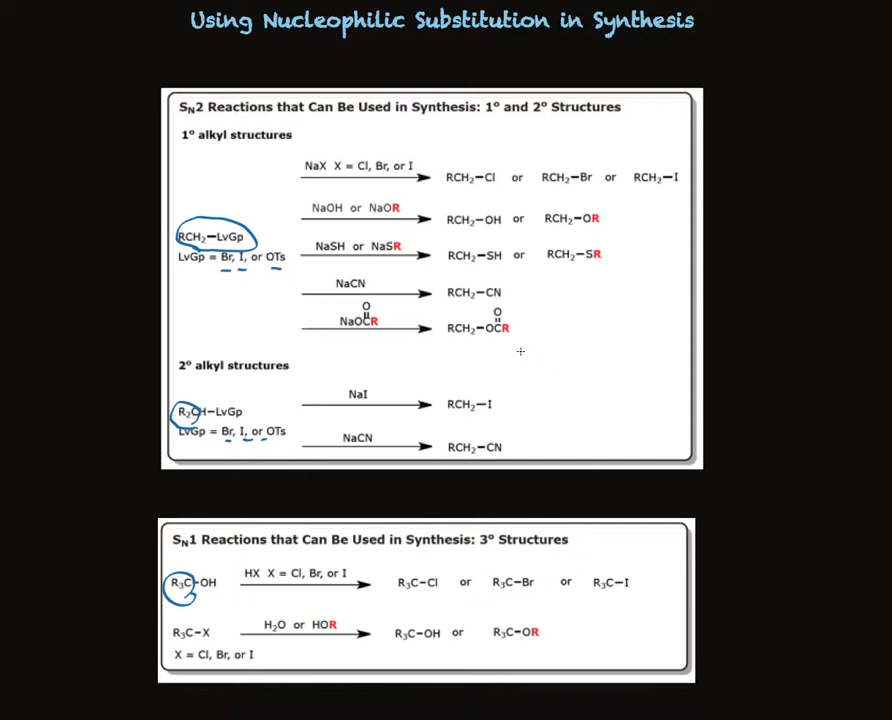 Using Nucleophilic Substitution in Synthesis
SN2 Reactions that Can Be Used in Synthesis: 1° and 2° Structures
1° alkyl structures
NaX X = Cl, Br, or I
RCH₂—Cl or RCH₂—Br or RCH₂—I
NaOH or NaOR
RCH₂—OH or RCH₂—OR
RCH₂—LvGp
LvGp = Br, I, or OTs
NaSH or NaSR
RCH₂—SH or RCH₂—SR
NaCN
RCH₂—CN
O
NaOCR
O
RCH₂—OCR
2° alkyl structures
R₂CH—LvGp
LvGp = Br, I, or OTs
NaI
RCH₂—I
NaCN
RCH₂—CN
SN1 Reactions that Can Be Used in Synthesis: 3° Structures
R₃C—OH
HX X = Cl, Br, or I
R₃C—Cl or R₃C—Br or R₃C—I
R₃C—X
H₂O or HOR
R₃C—OH or R₃C—OR
X = Cl, Br, or I